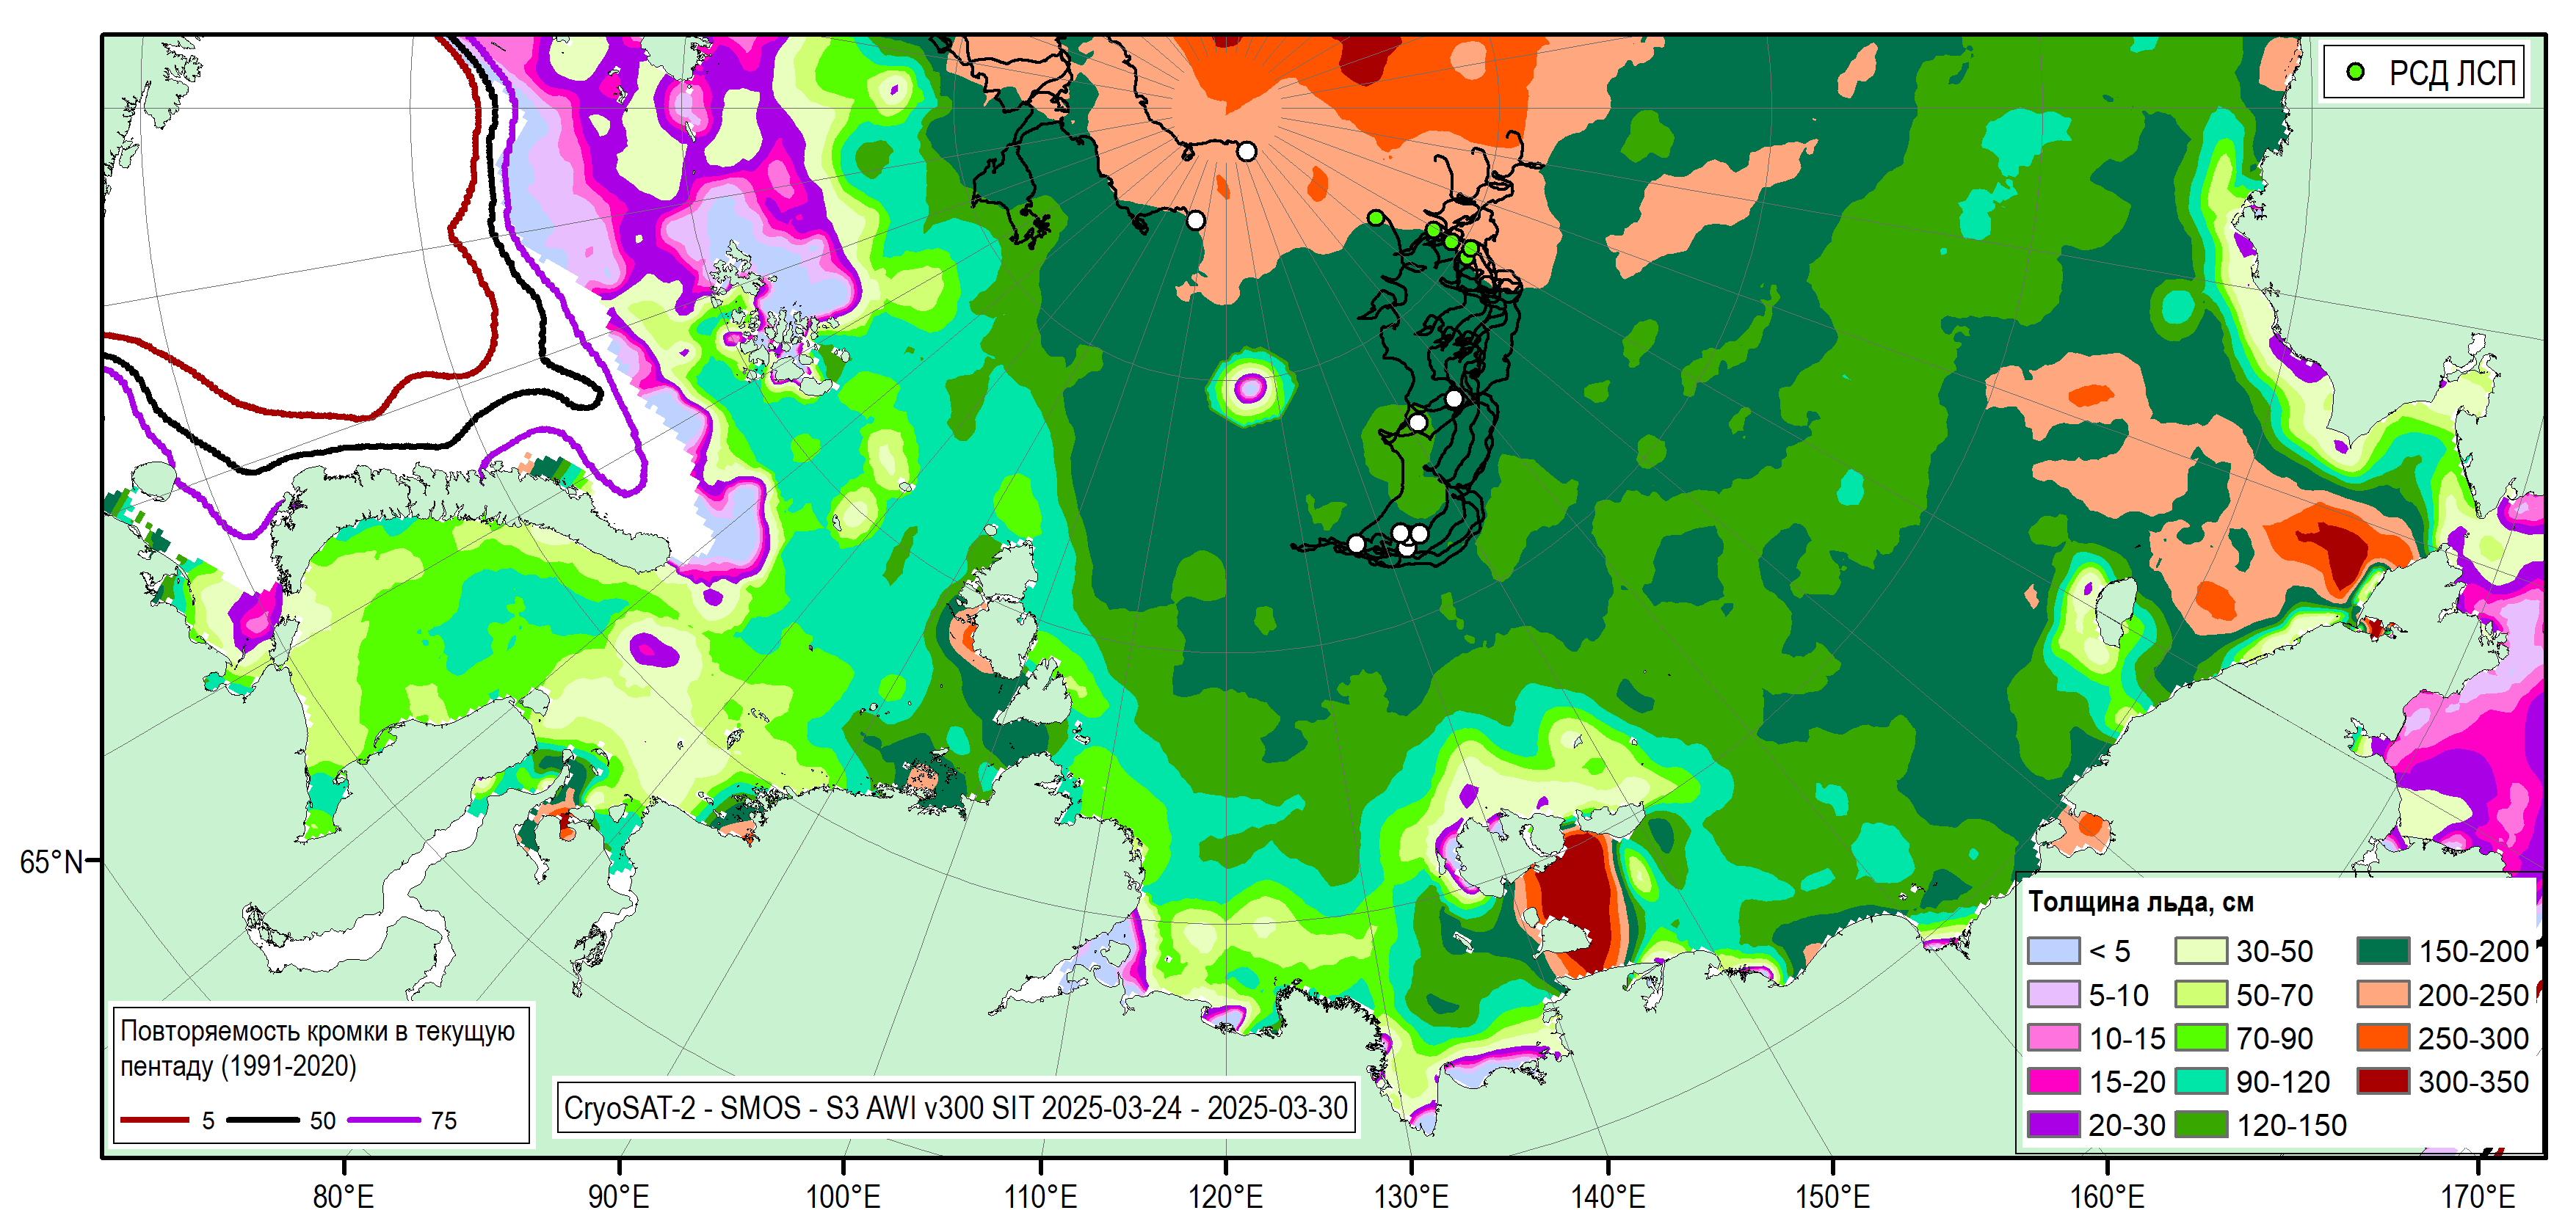 РСД ЛСП
65°N
Толщина льда, см
< 5 30-50 150-200
5-10 50-70 200-250
10-15 70-90 250-300
15-20 90-120 300-350
20-30 120-150
Повторяемость кромки в текущую
пентаду (1991-2020)
5 50 75
CryoSAT-2 - SMOS - S3 AWI v300 SIT 2025-03-24 - 2025-03-30
80°E 90°E 100°E 110°E 120°E 130°E 140°E 150°E 160°E 170°E